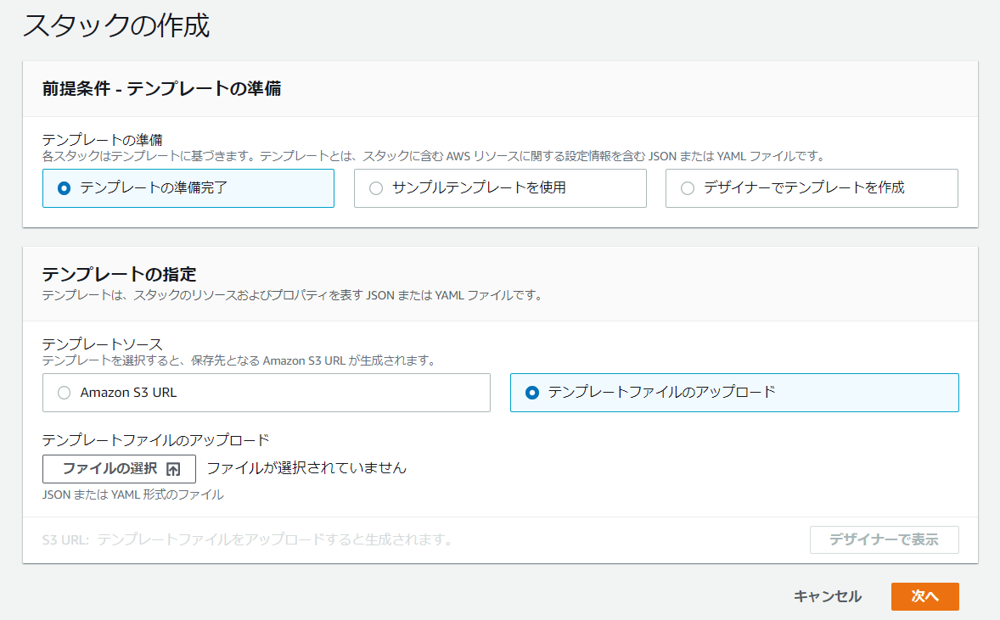 スタックの作成
前提条件 - テンプレートの準備
テンプレートの準備
各スタックはテンプレートに基づきます。テンプレートとは、スタックに含む AWS リソースに関する設定情報を含む JSON または YAML ファイルです。
テンプレートの準備完了
サンプルテンプレートを使用
デザイナーでテンプレートを作成
テンプレートの指定
テンプレートは、スタックのリソースおよびプロパティを表す JSON または YAML ファイルです。
テンプレートソース
テンプレートを選択すると、保存先となる Amazon S3 URL が生成されます。
Amazon S3 URL
テンプレートファイルのアップロード
テンプレートファイルのアップロード
ファイルの選択 ファイルが選択されていません
JSON または YAML 形式のファイル
S3 URL: テンプレートファイルをアップロードすると生成されます。
デザイナーで表示
キャンセル
次へ